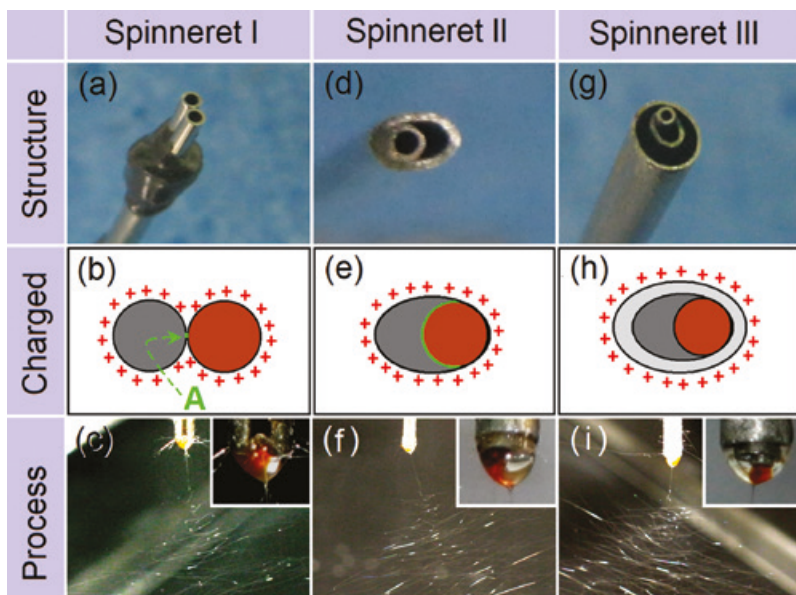 Spinneret I Spinneret II Spinneret III
Structure
(a) (d) (g)
Charged
(b) (e) (h)
A
Process
(c) (f) (i)